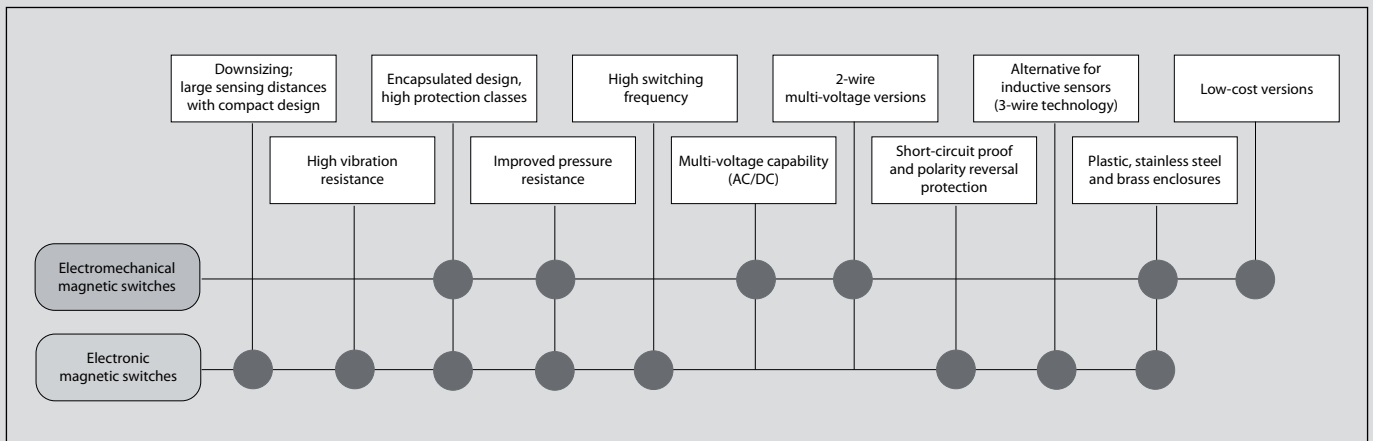 Downsizing;
large sensing distances
with compact design
Encapsulated design,
high protection classes
High switching
frequency
2-wire
multi-voltage versions
Alternative for
inductive sensors
(3-wire technology)
Low-cost versions
High vibration
resistance
Improved pressure
resistance
Multi-voltage capability
(AC/DC)
Short-circuit proof
and polarity reversal
protection
Plastic, stainless steel
and brass enclosures
Electromechanical
magnetic switches
Electronic
magnetic switches